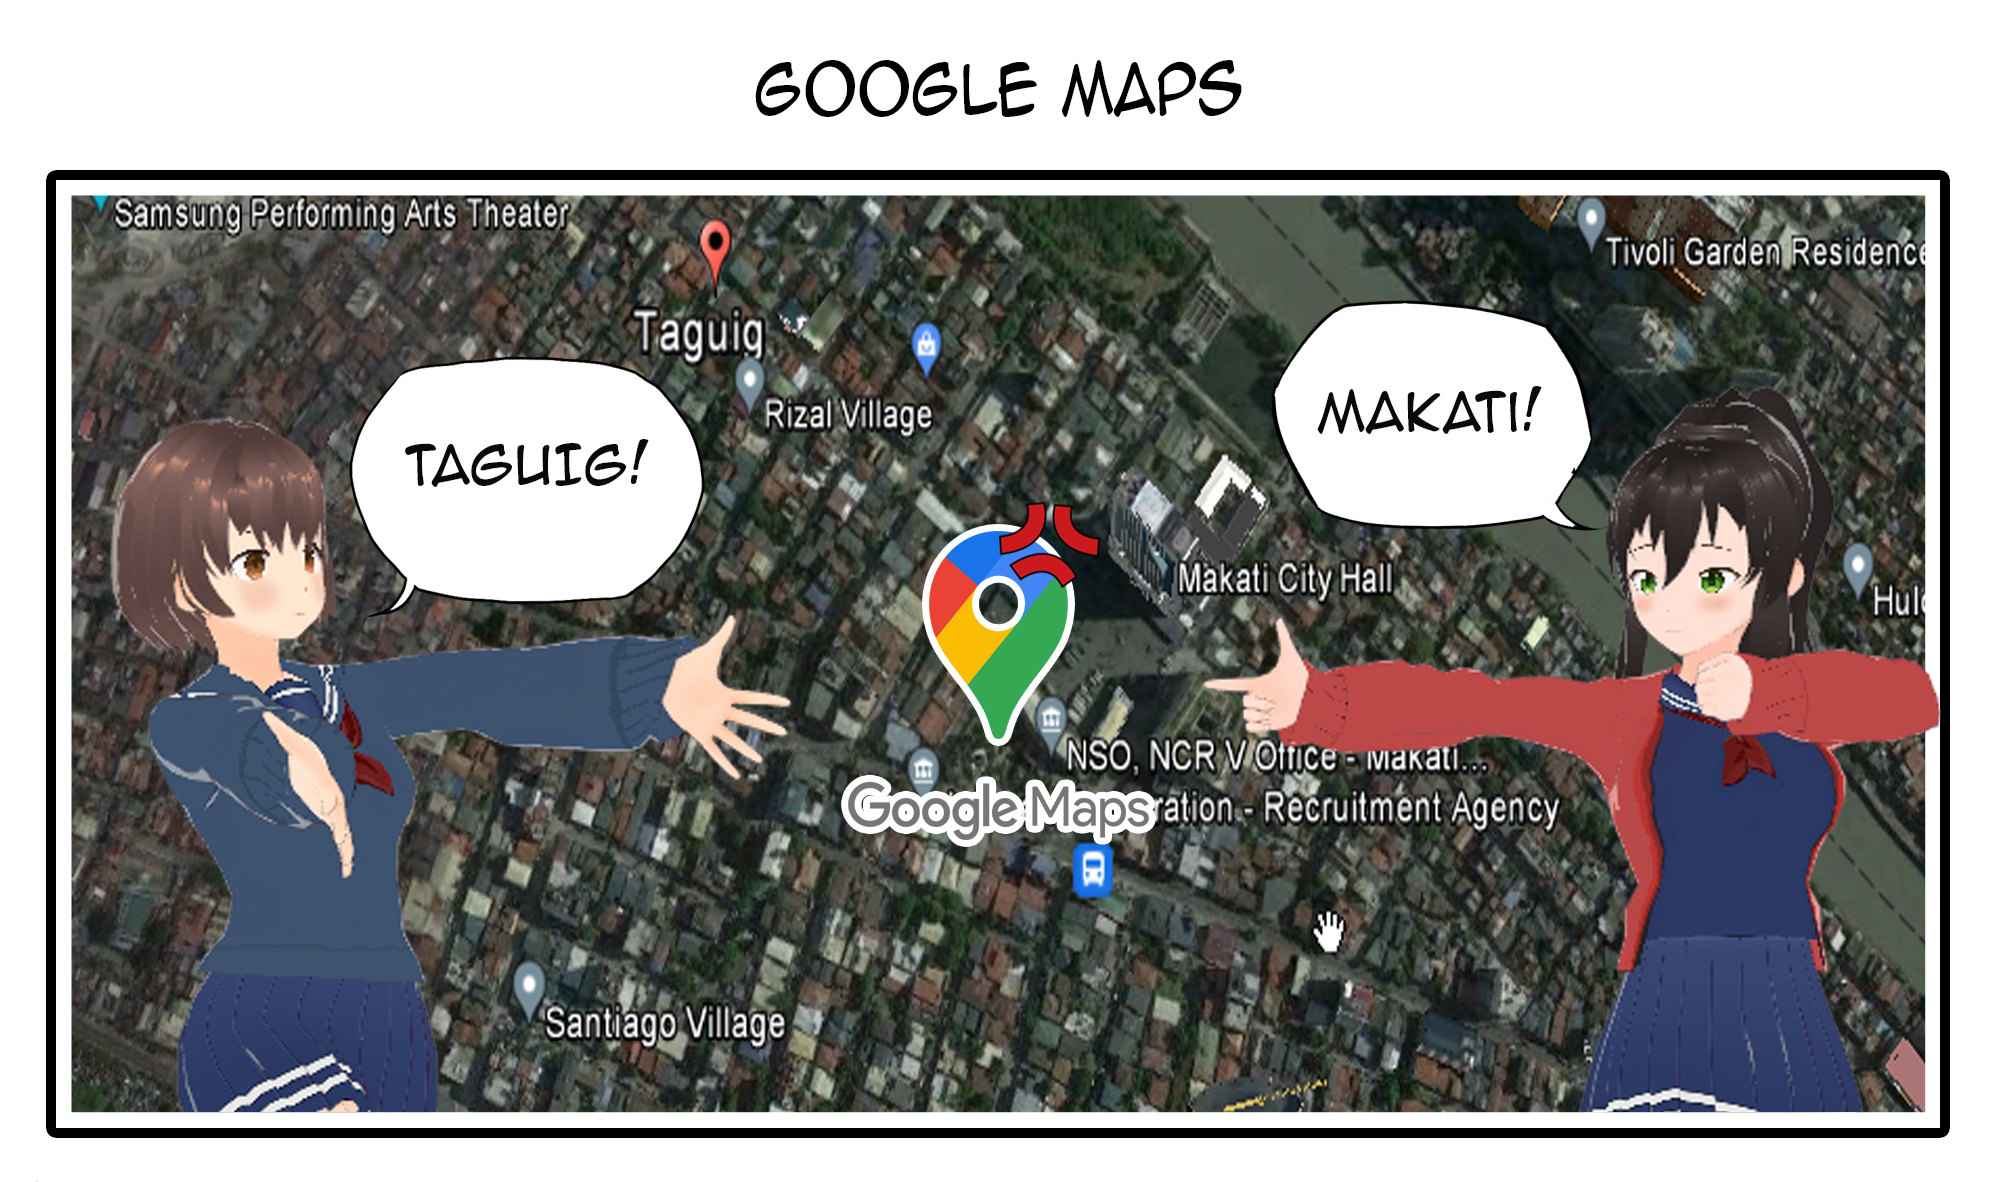 GOOGLE MAPS
Samsung Performing Arts Theater
Tivoli Garden Residence
Taguig
Rizal Village
MAKATI!
TAGUIG!
Makati City Hall
NSO, NCR V Office - Makati...
Google Maps
ration - Recruitment Agency
Santiago Village